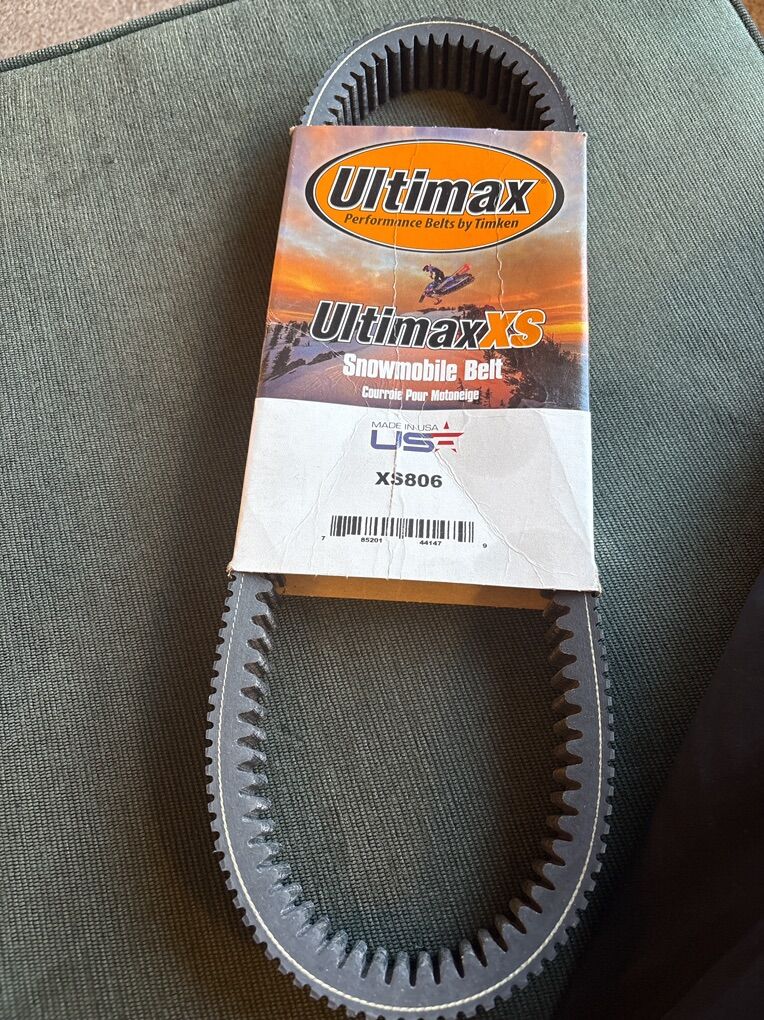 Ultimax
Performance Belts by Timken
UltimaxXS
Snowmobile Belt
Courroie Pour Motoneige
MADE IN USA
USA
XS806
7 85201 44147 9